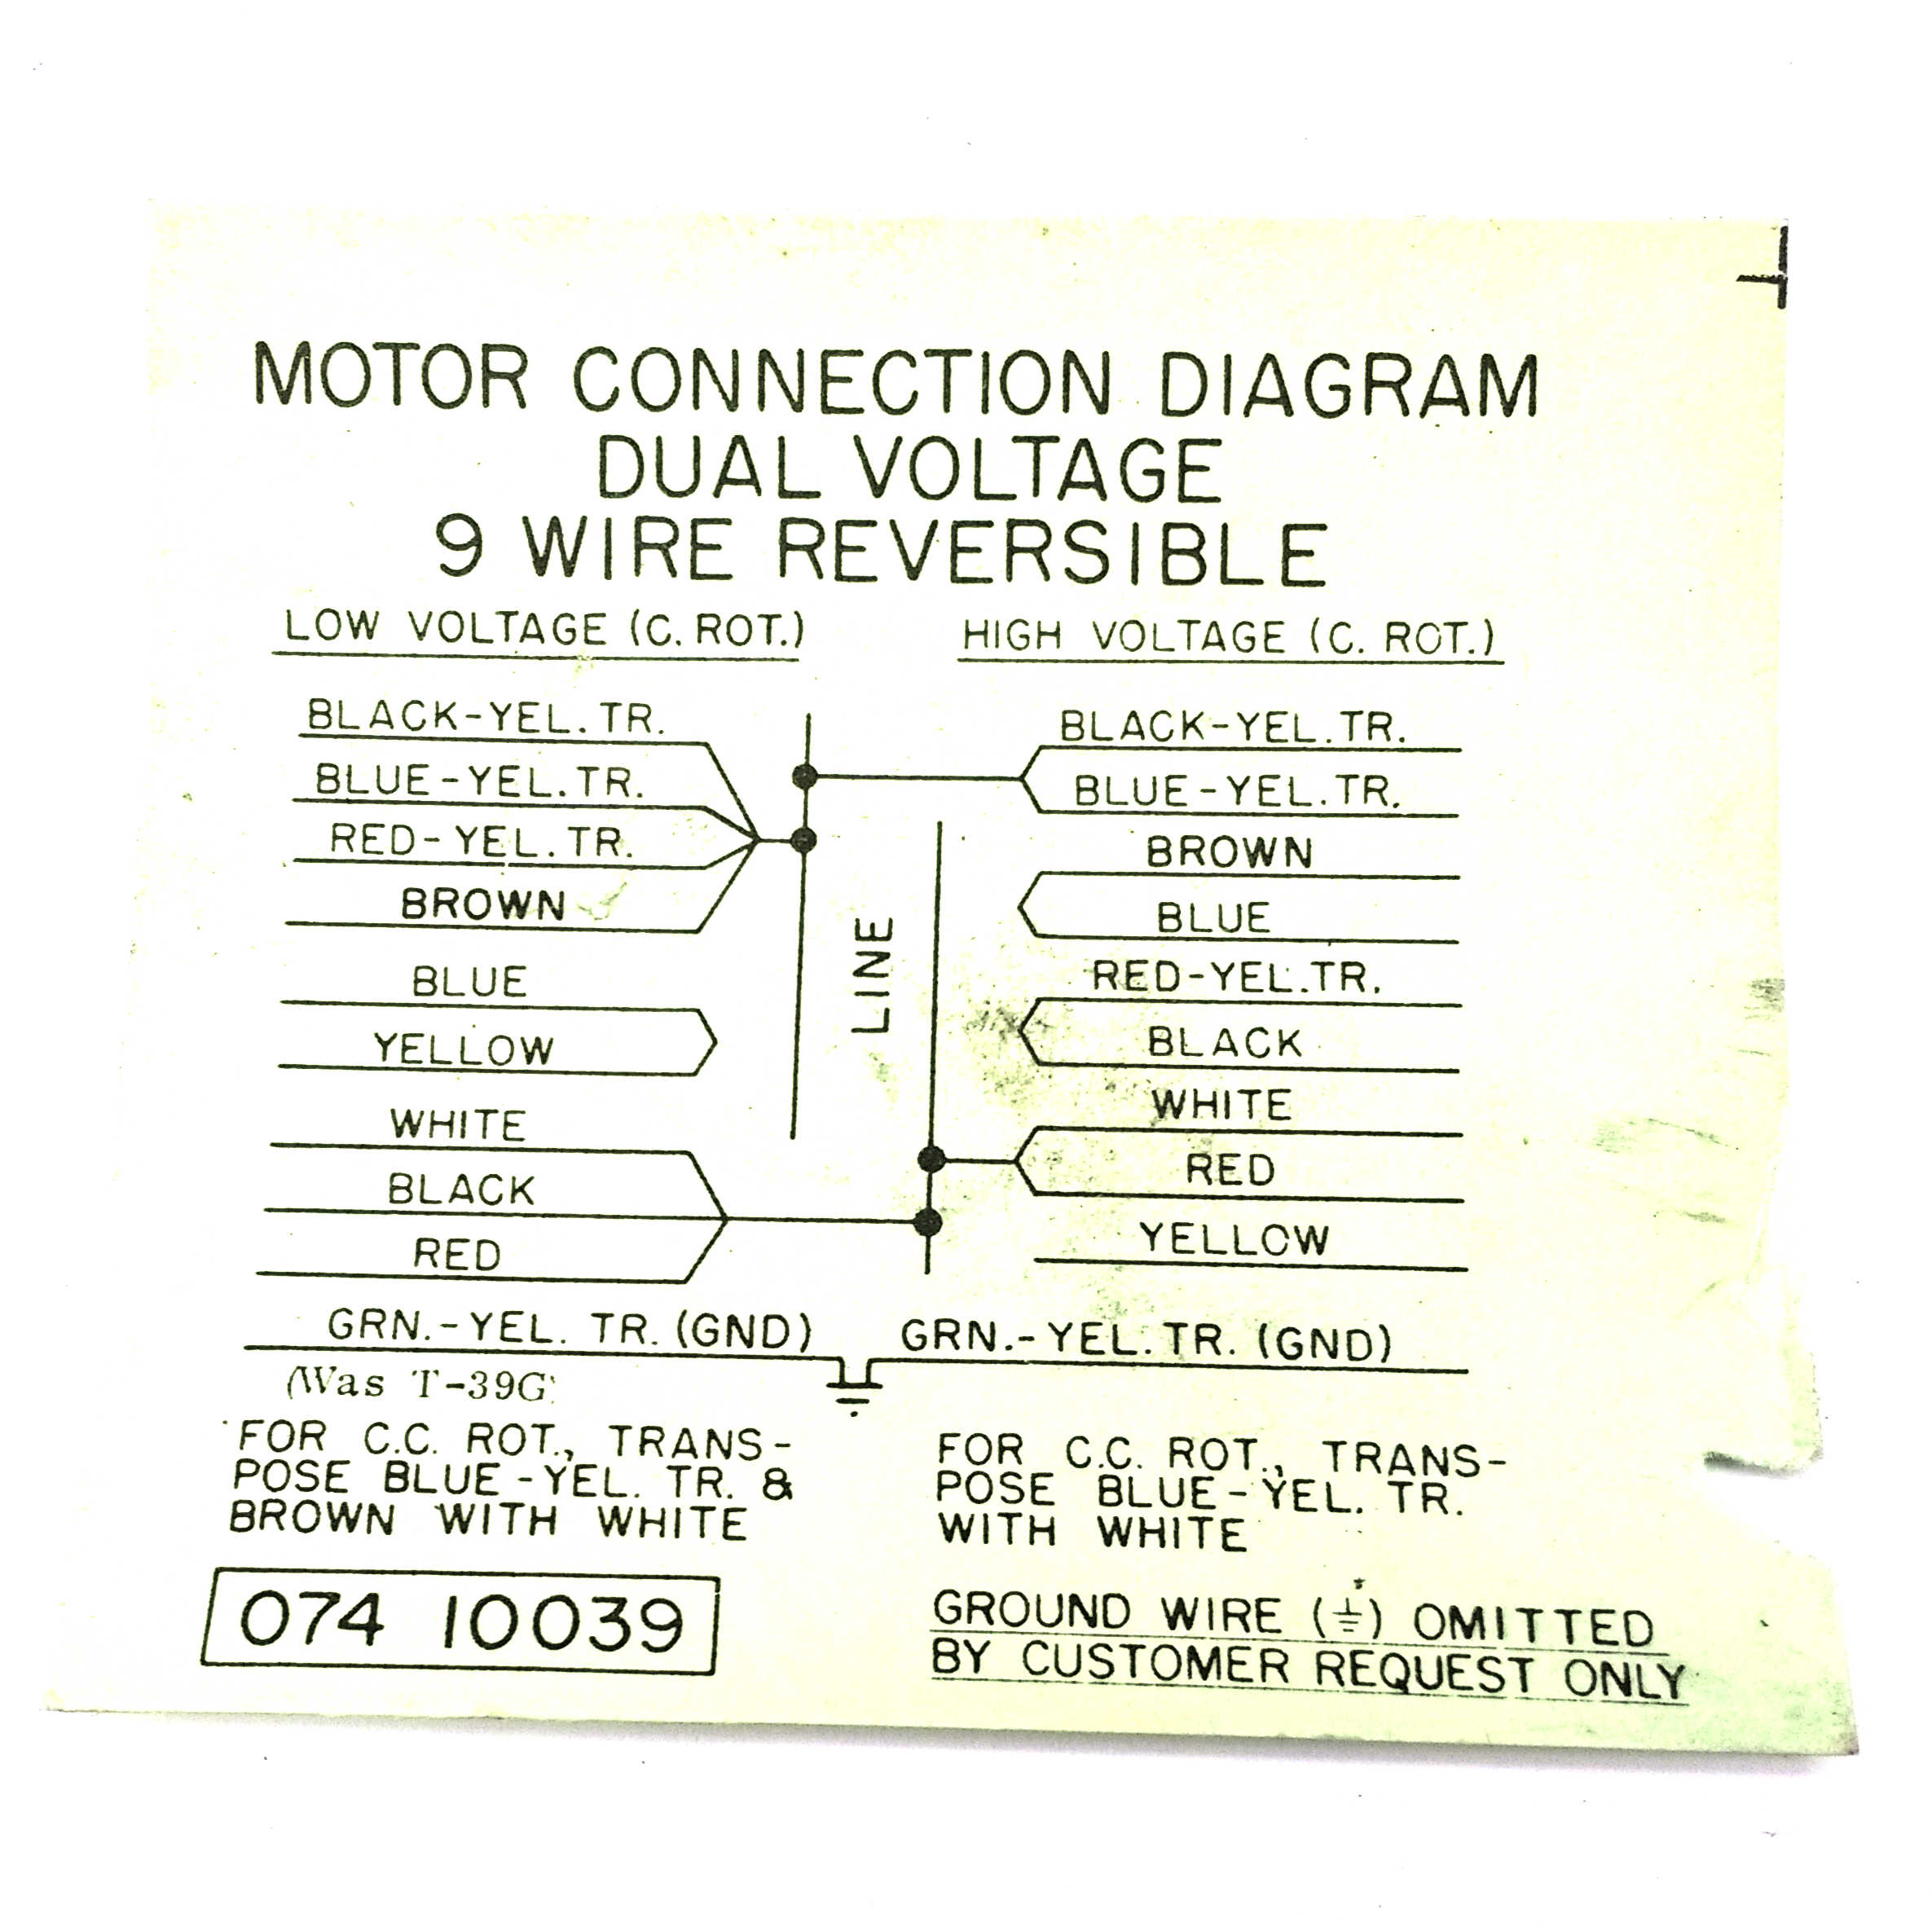 MOTOR CONNECTION DIAGRAM
DUAL VOLTAGE
9 WIRE REVERSIBLE
LOW VOLTAGE (C. ROT.)
BLACK-YEL. TR.
BLUE-YEL. TR.
RED-YEL. TR.
BROWN
BLUE
YELLOW
WHITE
BLACK
RED
GRN.-YEL. TR. (GND)
LINE
HIGH VOLTAGE (C. ROT.)
BLACK-YEL. TR.
BLUE-YEL. TR.
BROWN
BLUE
RED-YEL. TR.
BLACK
WHITE
RED
YELLOW
GRN.-YEL. TR. (GND)
(Was T-39G)
FOR C.C. ROT., TRANS-
POSE BLUE-YEL. TR. &
BROWN WITH WHITE
FOR C.C. ROT., TRANS-
POSE BLUE-YEL. TR.
WITH WHITE
074 10039
GROUND WIRE (⏚) OMITTED
BY CUSTOMER REQUEST ONLY